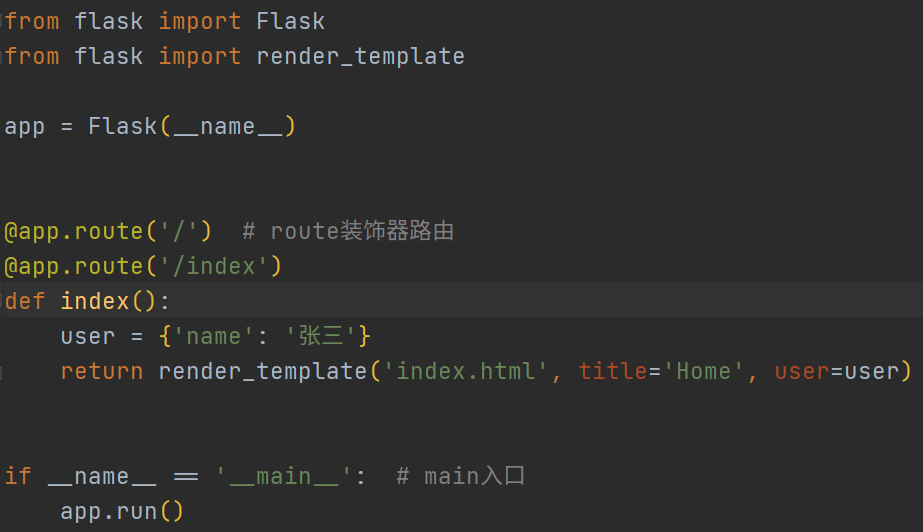 from flask import Flask
from flask import render_template
app = Flask(__name__)
@app.route('/')  # route装饰器路由
@app.route('/index')
def index():
    user = {'name': '张三'}
    return render_template('index.html', title='Home', user=user)
if __name__ == '__main__':  # main入口
    app.run()